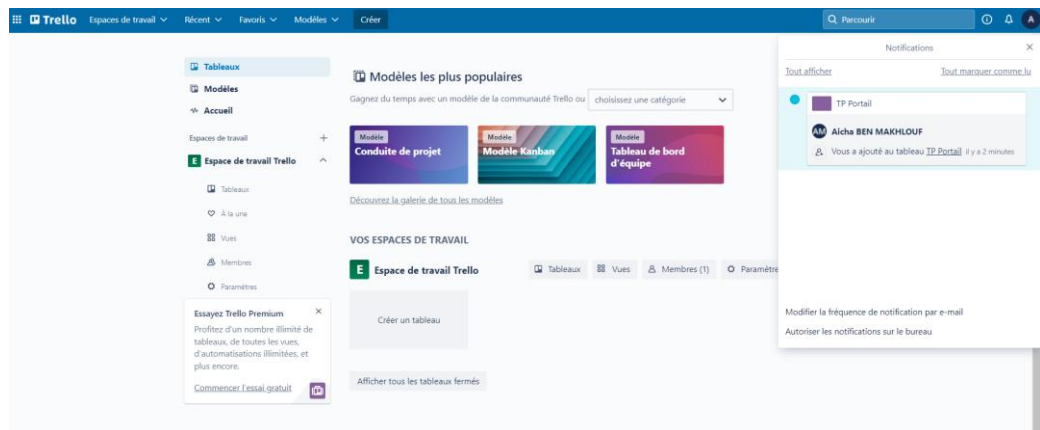 Trello Espaces de travail Récent Favoris Modèles Créer Parcourir A
Tableaux
Modèles
Accueil
Espaces de travail
E Espace de travail Trello
Tableaux
À la une
Vues
Membres
Paramètres
Essayez Trello Premium
Profitez d'un nombre illimité de
tableaux, de toutes les vues,
d'automatisations illimitées, et
plus encore.
Commencer l'essai gratuit
Modèles les plus populaires
Gagnez du temps avec un modèle de la communauté Trello ou choisissez une catégorie
Modèle
Conduite de projet
Modèle
Modèle Kanban
Modèle
Tableau de bord
d'équipe
Découvrez la galerie de tous les modèles
VOS ESPACES DE TRAVAIL
E Espace de travail Trello Tableaux Vues Membres (1) Paramètre
Créer un tableau
Afficher tous les tableaux fermés
Notifications
Tout afficher Tout marquer comme lu
TP Portail
AM Aicha BEN MAKHLOUF
Vous a ajouté au tableau TP Portail il y a 2 minutes
Modifier la fréquence de notification par e-mail
Autoriser les notifications sur le bureau